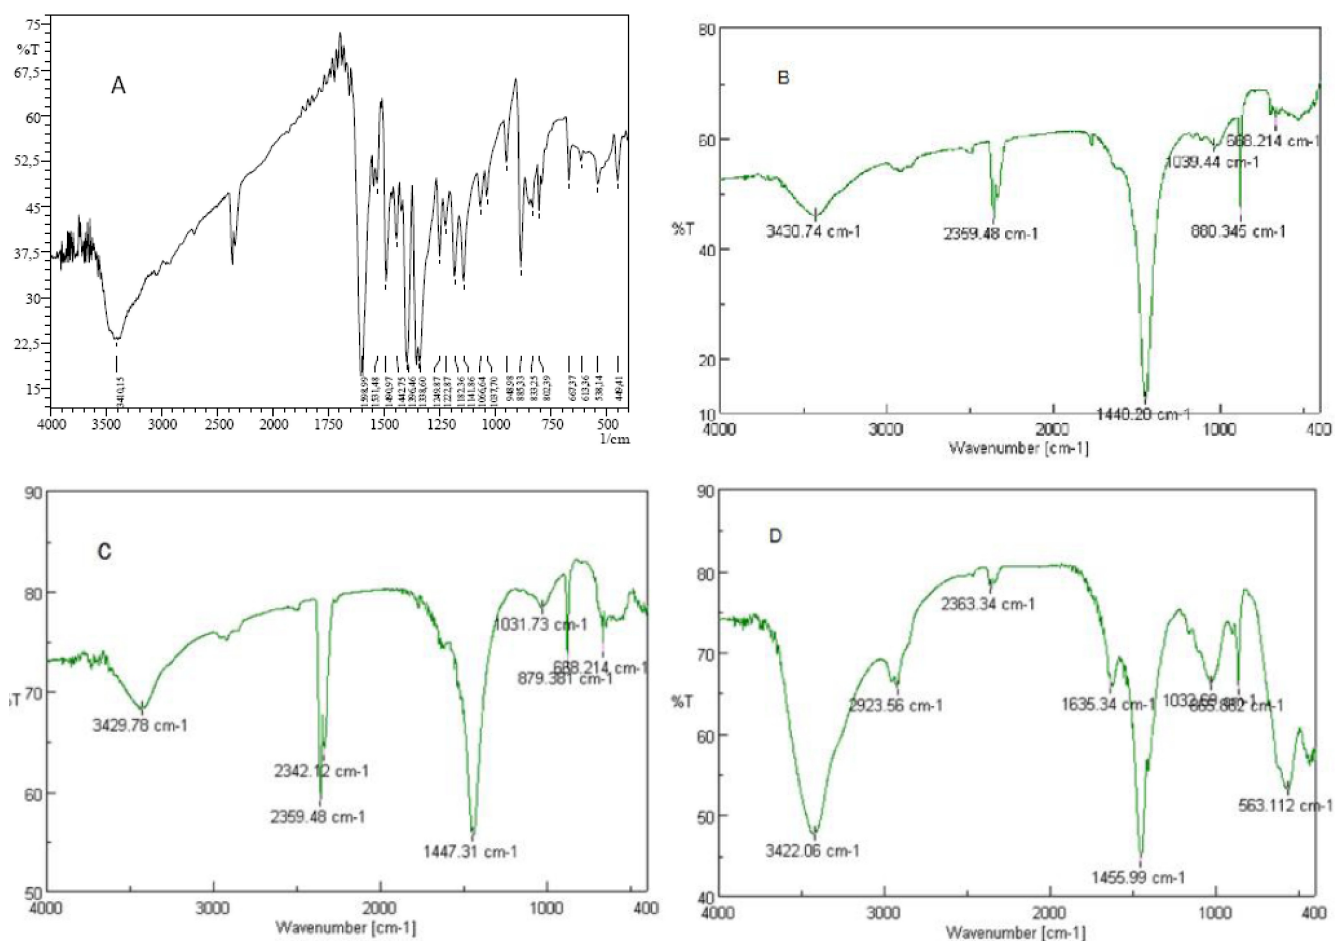 75
%T
67,5
60
52,5
45
37,5
30
22,5
15
A
3410,15
1598,99
1531,48
1490,97
1442,75
1396,46
1338,60
1249,87
1222,87
1182,36
1141,86
1066,64
1037,70
948,98
885,33
833,25
802,39
667,37
613,36
538,14
449,41
4000 3500 3000 2500 2000 1750 1500 1250 1000 750 500 400
1/cm
80
60
%T
40
20
10
B
3430.74 cm-1
2359.48 cm-1
1440.20 cm-1
1039.44 cm-1
880.345 cm-1
668.214 cm-1
4000 3000 2000 1000 400
Wavenumber [cm-1]
90
80
%T
70
60
50
C
3429.78 cm-1
2342.12 cm-1
2359.48 cm-1
1447.31 cm-1
1031.73 cm-1
879.381 cm-1
668.214 cm-1
4000 3000 2000 1000 400
Wavenumber [cm-1]
90
80
70
%T
60
50
40
D
3422.06 cm-1
2923.56 cm-1
2363.34 cm-1
1635.34 cm-1
1455.99 cm-1
563.112 cm-1
4000 3000 2000 1000 400
Wavenumber [cm-1]